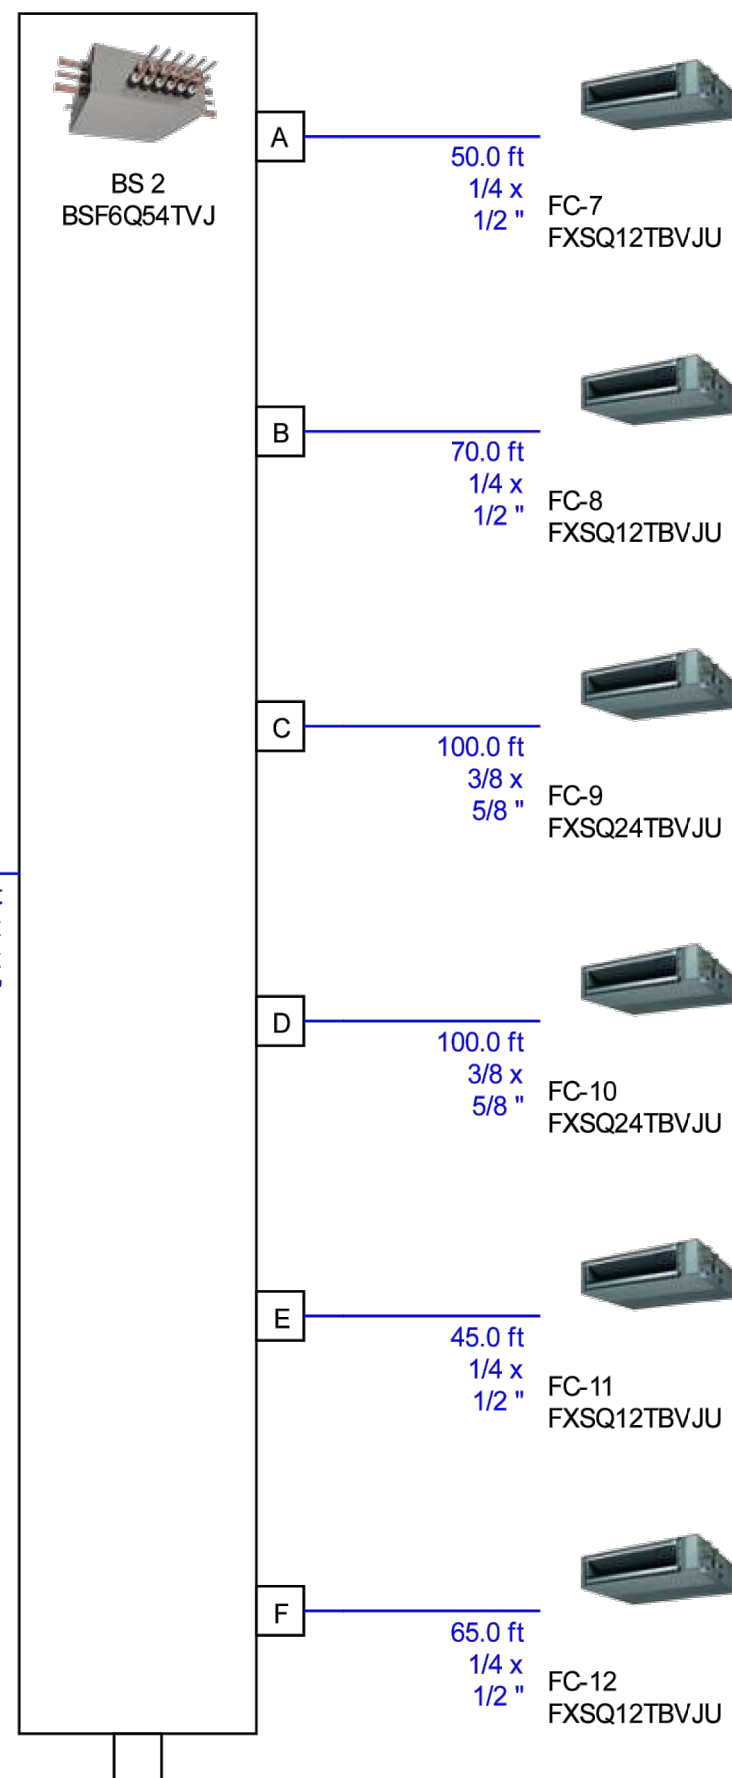 BS 2
BSF6Q54TVJ
A
50.0 ft
1/4 x
1/2 "
FC-7
FXSQ12TBVJU
B
70.0 ft
1/4 x
1/2 "
FC-8
FXSQ12TBVJU
C
100.0 ft
3/8 x
5/8 "
FC-9
FXSQ24TBVJU
D
100.0 ft
3/8 x
5/8 "
FC-10
FXSQ24TBVJU
E
45.0 ft
1/4 x
1/2 "
FC-11
FXSQ12TBVJU
F
65.0 ft
1/4 x
1/2 "
FC-12
FXSQ12TBVJU